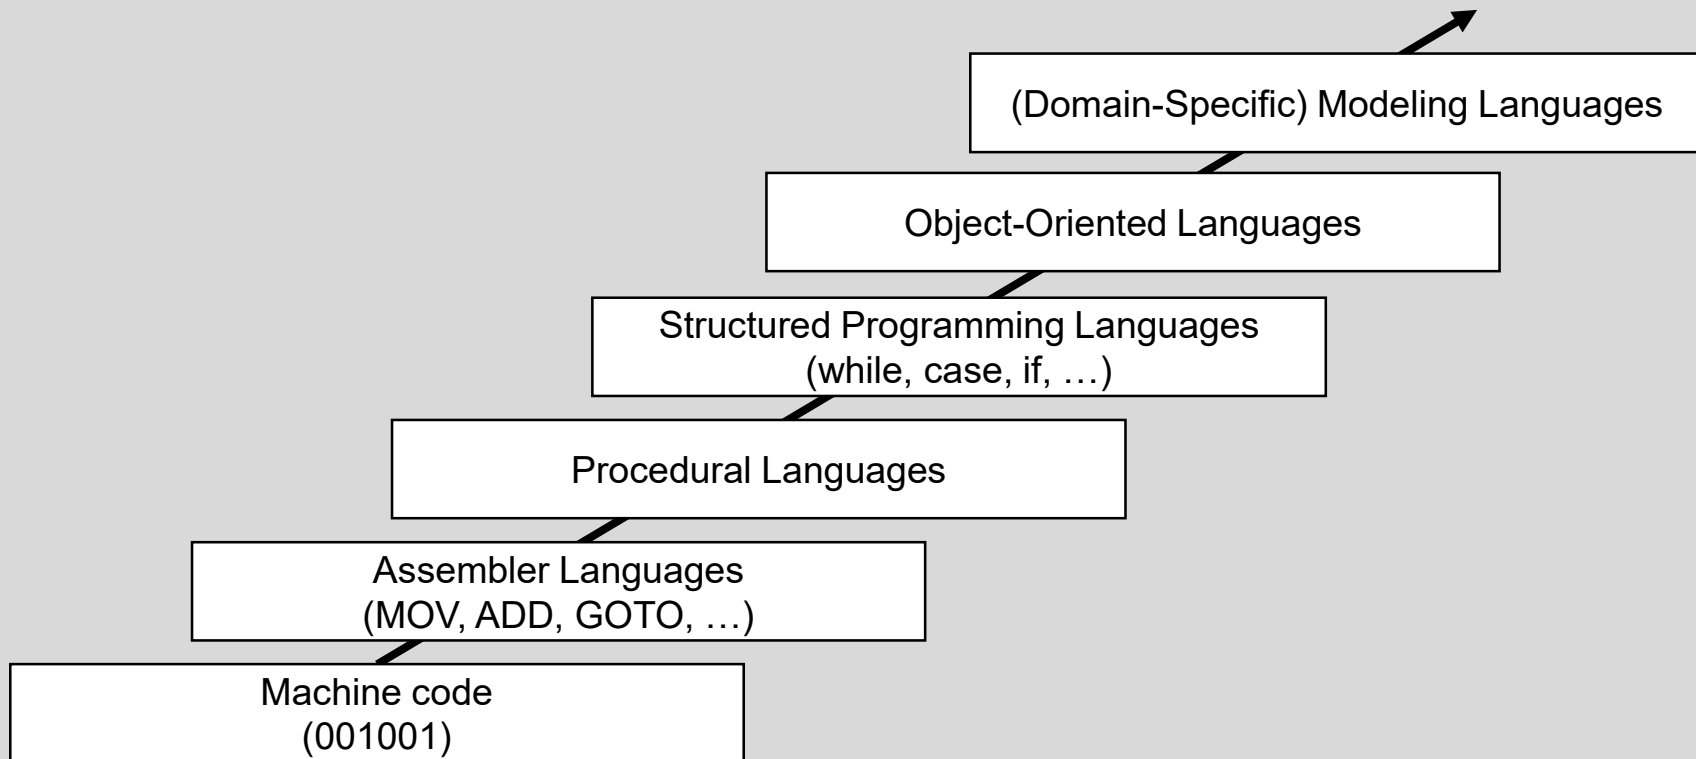 (Domain-Specific) Modeling Languages
Object-Oriented Languages
Structured Programming Languages
(while, case, if, …)
Procedural Languages
Assembler Languages
(MOV, ADD, GOTO, …)
Machine code
(001001)